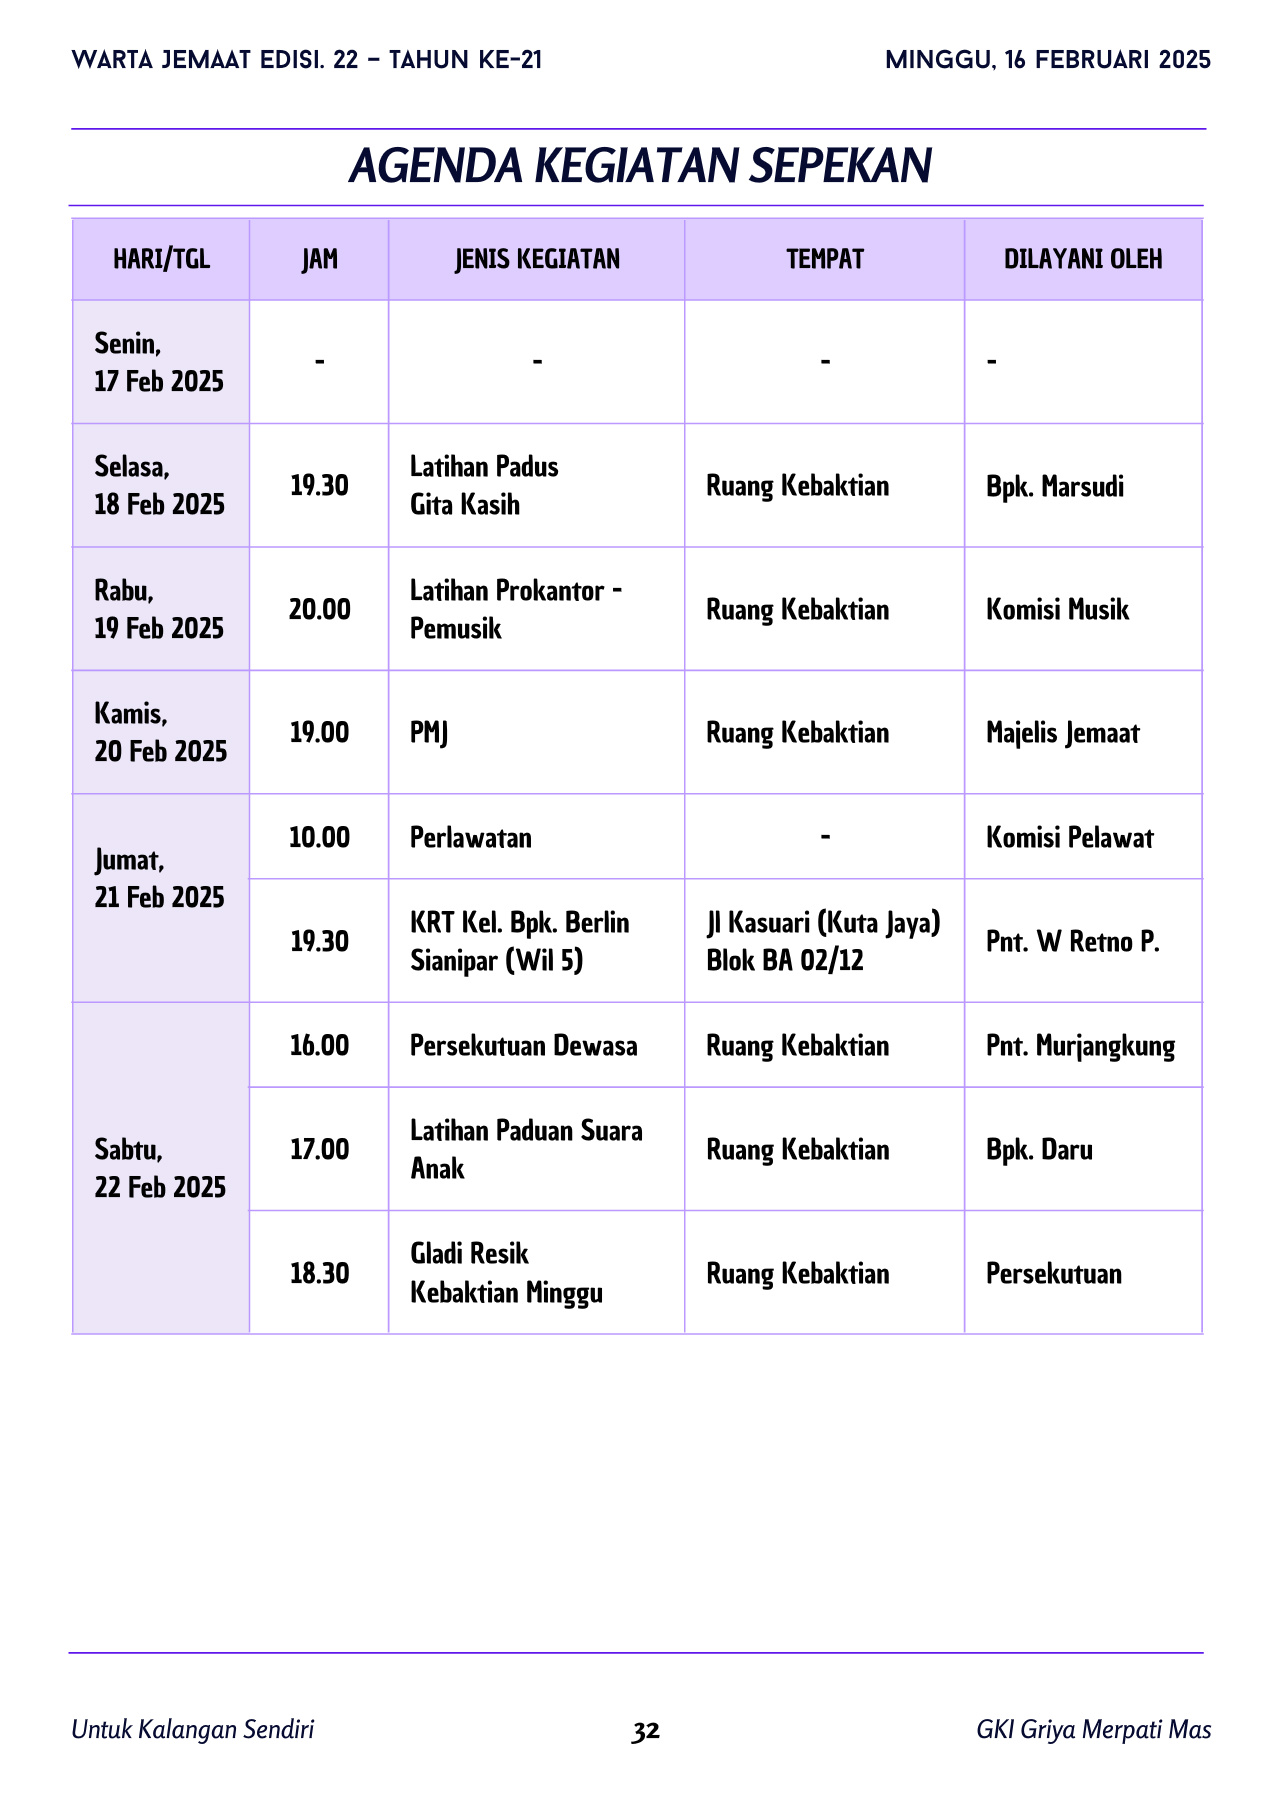 WARTA JEMAAT EDISI. 22 – TAHUN KE-21
MINGGU, 16 FEBRUARI 2025
AGENDA KEGIATAN SEPEKAN
HARI/TGL JAM JENIS KEGIATAN TEMPAT DILAYANI OLEH
Senin,
17 Feb 2025
- - - -
Selasa,
18 Feb 2025
19.30
Latihan Padus
Gita Kasih
Ruang Kebaktian
Bpk. Marsudi
Rabu,
19 Feb 2025
20.00
Latihan Prokantor -
Pemusik
Ruang Kebaktian
Komisi Musik
Kamis,
20 Feb 2025
19.00
PMJ
Ruang Kebaktian
Majelis Jemaat
Jumat,
21 Feb 2025
10.00
Perlawatan
-
Komisi Pelawat
19.30
KRT Kel. Bpk. Berlin
Sianipar (Wil 5)
Jl Kasuari (Kuta Jaya)
Blok BA 02/12
Pnt. W Retno P.
Sabtu,
22 Feb 2025
16.00
Persekutuan Dewasa
Ruang Kebaktian
Pnt. Murjangkung
17.00
Latihan Paduan Suara
Anak
Ruang Kebaktian
Bpk. Daru
18.30
Gladi Resik
Kebaktian Minggu
Ruang Kebaktian
Persekutuan
Untuk Kalangan Sendiri
32
GKI Griya Merpati Mas